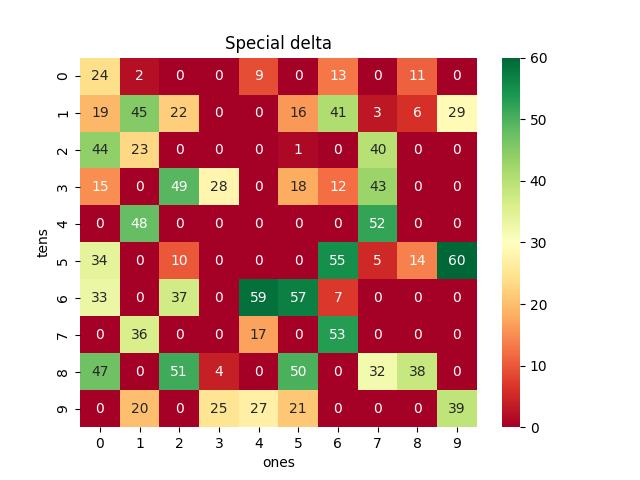 Special delta
0 24 2 0 0 9 0 13 0 11 0
1 19 45 22 0 0 16 41 3 6 29
2 44 23 0 0 0 1 0 40 0 0
3 15 0 49 28 0 18 12 43 0 0
4 0 48 0 0 0 0 0 52 0 0
5 34 0 10 0 0 0 55 5 14 60
6 33 0 37 0 59 57 7 0 0 0
7 0 36 0 0 17 0 53 0 0 0
8 47 0 51 4 0 50 0 32 38 0
9 0 20 0 25 27 21 0 0 0 39
0 1 2 3 4 5 6 7 8 9
ones
tens
60
50
40
30
20
10
0